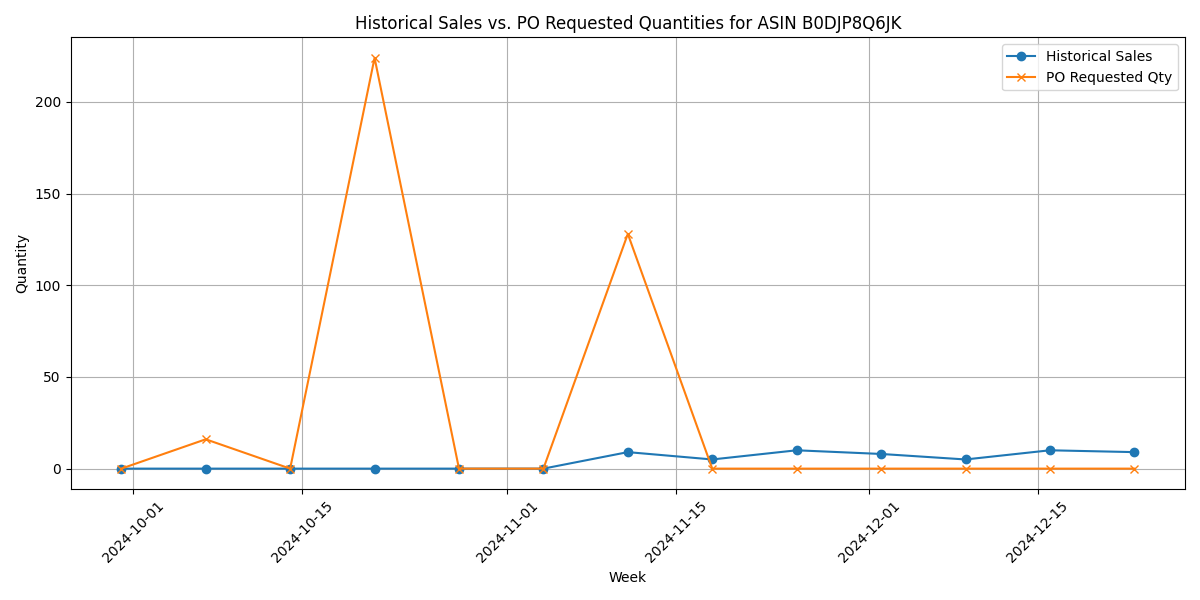 Historical Sales vs. PO Requested Quantities for ASIN B0DJP8Q6JK
Historical Sales
PO Requested Qty
Quantity
200
150
100
50
0
2024-10-01
2024-10-15
2024-11-01
2024-11-15
2024-12-01
2024-12-15
Week